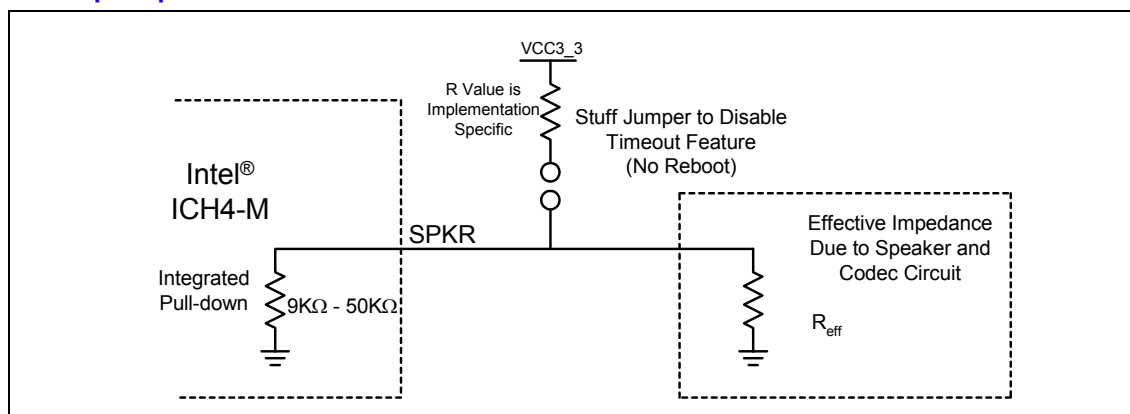 VCC3_3
R Value is
Implementation
Specific
Stuff Jumper to Disable
Timeout Feature
(No Reboot)
Intel®
ICH4-M
SPKR
Effective Impedance
Due to Speaker and
Codec Circuit
Integrated
Pull-down
9KΩ - 50KΩ
Reff